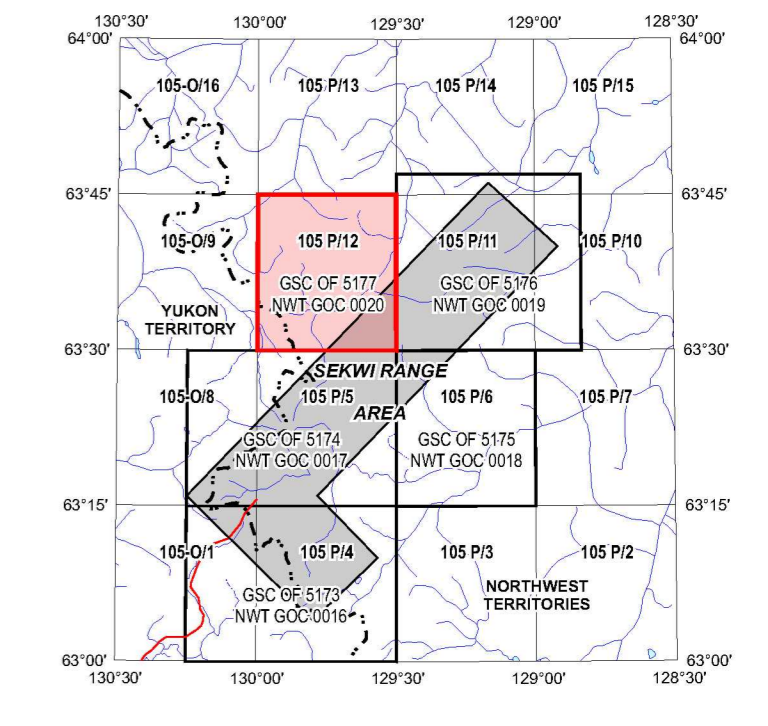 130°30' 130°00' 129°30' 129°00' 128°30'
64°00' 64°00'
105-O/16 105 P/13 105 P/14 105 P/15
63°45' 63°45'
105-O/9 105 P/12 105 P/11 105 P/10
GSC OF 5177 GSC OF 5176
NWT GOC 0020 NWT GOC 0019
YUKON
TERRITORY
63°30' 63°30'
SEKWI RANGE
105-O/8 105 P/5 105 P/6 105 P/7
AREA
GSC OF 5174 GSC OF 5175
NWT GOC 0017 NWT GOC 0018
63°15' 63°15'
105-O/1 105 P/4 105 P/3 105 P/2
NORTHWEST
TERRITORIES
GSC OF 5173
NWT GOC 0016
63°00' 63°00'
130°30' 130°00' 129°30' 129°00' 128°30'